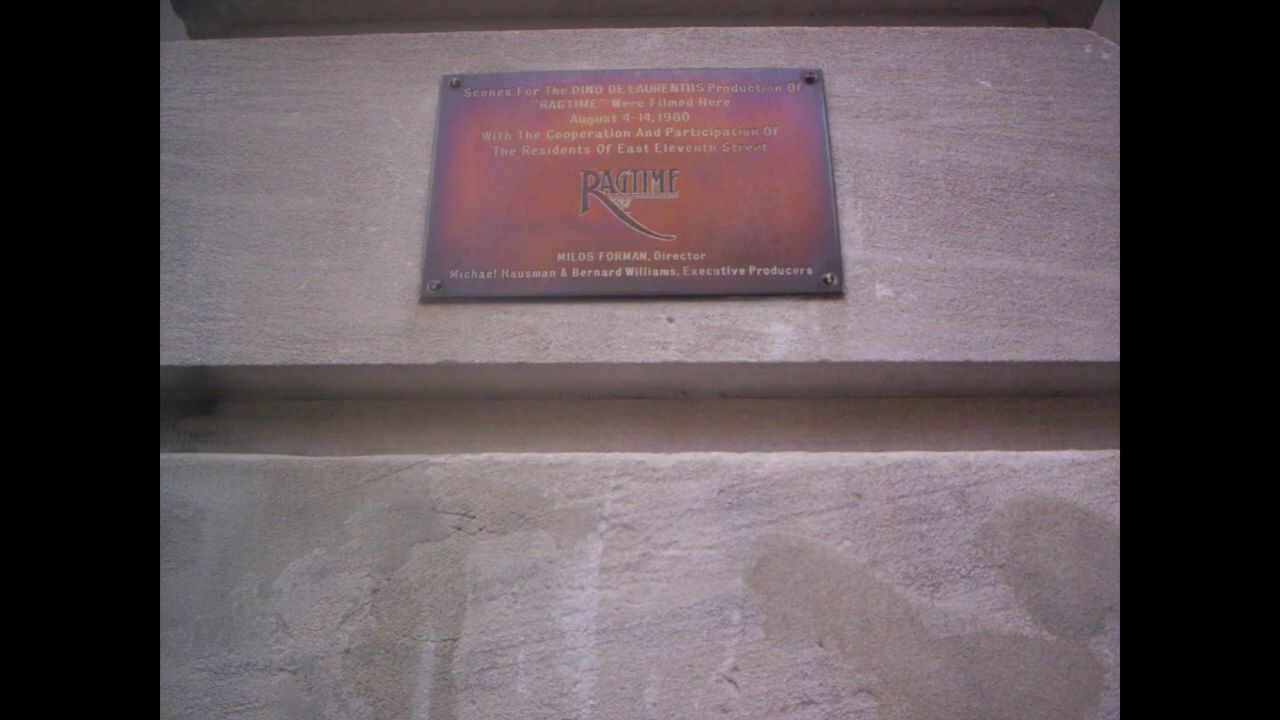 Scenes For The DINO DE LAURENTIIS Production Of
"RAGTIME" Were Filmed Here
August 4-14, 1980
With The Cooperation And Participation Of
The Residents Of East Eleventh Street
RAGTIME
MILOS FORMAN, Director
Michael Hausman & Bernard Williams, Executive Producers